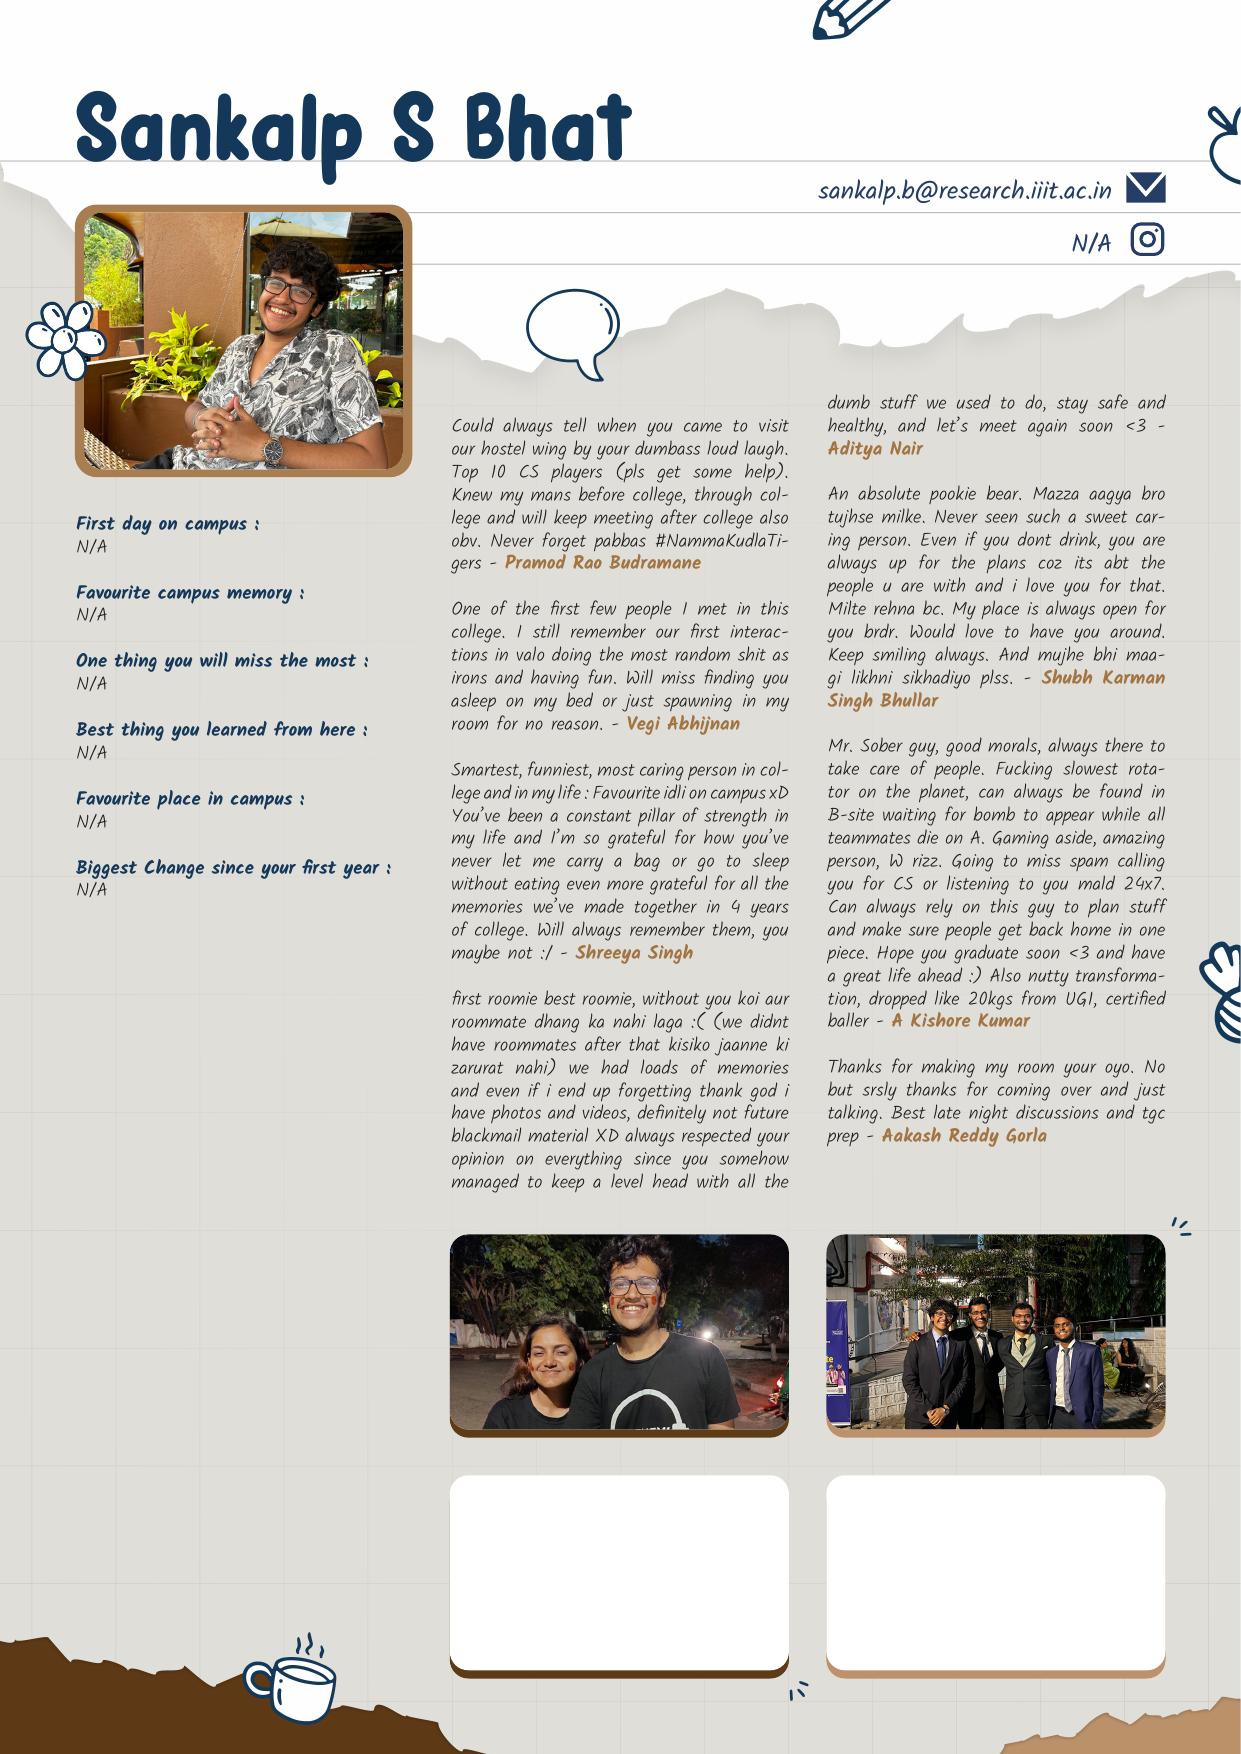 Sankalp S Bhat
sankalp.b@research.iiit.ac.in
N/A
First day on campus :
N/A
Favourite campus memory :
N/A
One thing you will miss the most :
N/A
Best thing you learned from here :
N/A
Favourite place in campus :
N/A
Biggest Change since your first year :
N/A
Could always tell when you came to visit
our hostel wing by your dumbass loud laugh.
Top 10 CS players (pls get some help).
Knew my mans before college, through col-
lege and will keep meeting after college also
obv. Never forget pabbas #NammaKudlaTi-
gers - Pramod Rao Budramane
One of the first few people I met in this
college. I still remember our first interac-
tions in valo doing the most random shit as
irons and having fun. Will miss finding you
asleep on my bed or just spawning in my
room for no reason. - Vegi Abhijnan
Smartest, funniest, most caring person in col-
lege and in my life : Favourite idli on campus xD
You've been a constant pillar of strength in
my life and I'm so grateful for how you've
never let me carry a bag or go to sleep
without eating even more grateful for all the
memories we've made together in 4 years
of college. Will always remember them, you
maybe not :/ - Shreeya Singh
first roomie best roomie, without you koi aur
roommate dhang ka nahi laga :( (we didnt
have roommates after that kisiko jaanne ki
zarurat nahi) we had loads of memories
and even if i end up forgetting thank god i
have photos and videos, definitely not future
blackmail material XD always respected your
opinion on everything since you somehow
managed to keep a level head with all the
dumb stuff we used to do, stay safe and
healthy, and let's meet again soon <3 -
Aditya Nair
An absolute pookie bear. Mazza aagya bro
tujhse milke. Never seen such a sweet car-
ing person. Even if you dont drink, you are
always up for the plans coz its abt the
people u are with and i love you for that.
Milte rehna bc. My place is always open for
you brdr. Would love to have you around.
Keep smiling always. And mujhe bhi maa-
gi likhni sikhadiyo plss. - Shubh Karman
Singh Bhullar
Mr. Sober guy, good morals, always there to
take care of people. Fucking slowest rota-
tor on the planet, can always be found in
B-site waiting for bomb to appear while all
teammates die on A. Gaming aside, amazing
person, W rizz. Going to miss spam calling
you for CS or listening to you mald 24x7.
Can always rely on this guy to plan stuff
and make sure people get back home in one
piece. Hope you graduate soon <3 and have
a great life ahead :) Also nutty transforma-
tion, dropped like 20kgs from UG1, certified
baller - A Kishore Kumar
Thanks for making my room your oyo. No
but srsly thanks for coming over and just
talking. Best late night discussions and tgc
prep - Aakash Reddy Gorla